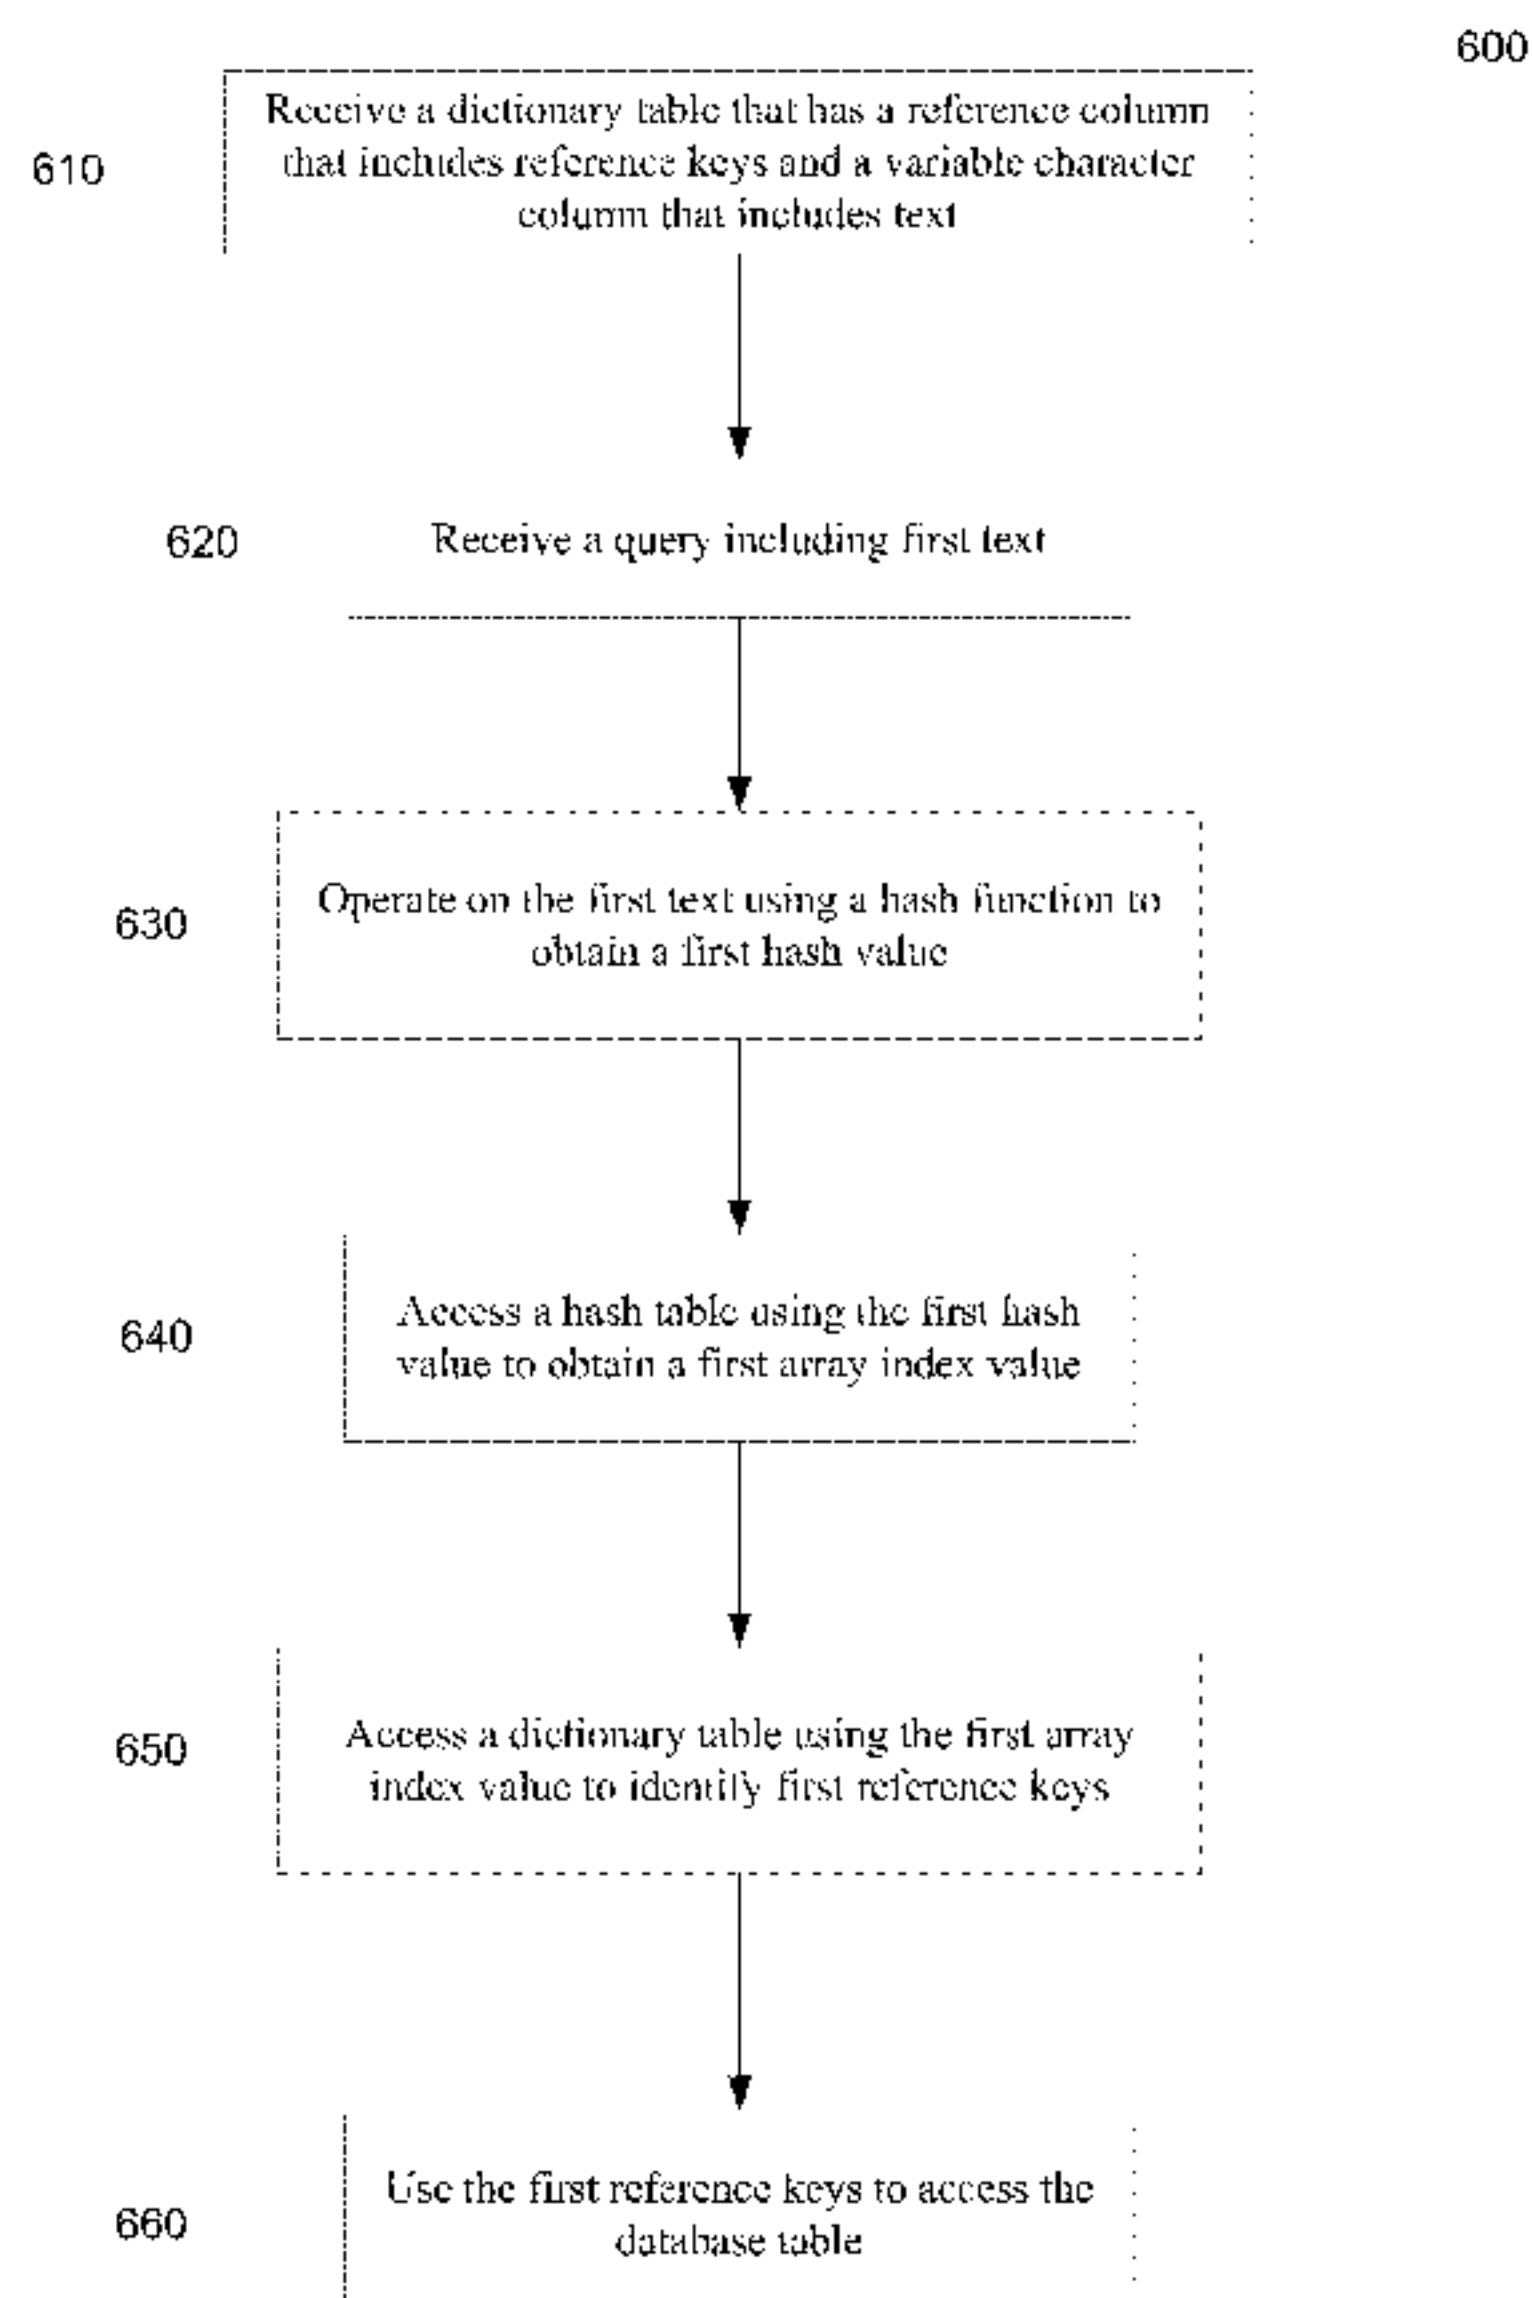 600
610
Receive a dictionary table that has a reference column
that includes reference keys and a variable character
column that includes text
620
Receive a query including first text
630
Operate on the first text using a hash function to
obtain a first hash value
640
Access a hash table using the first hash
value to obtain a first array index value
650
Access a dictionary table using the first array
index value to identify first reference keys
660
Use the first reference keys to access the
database table